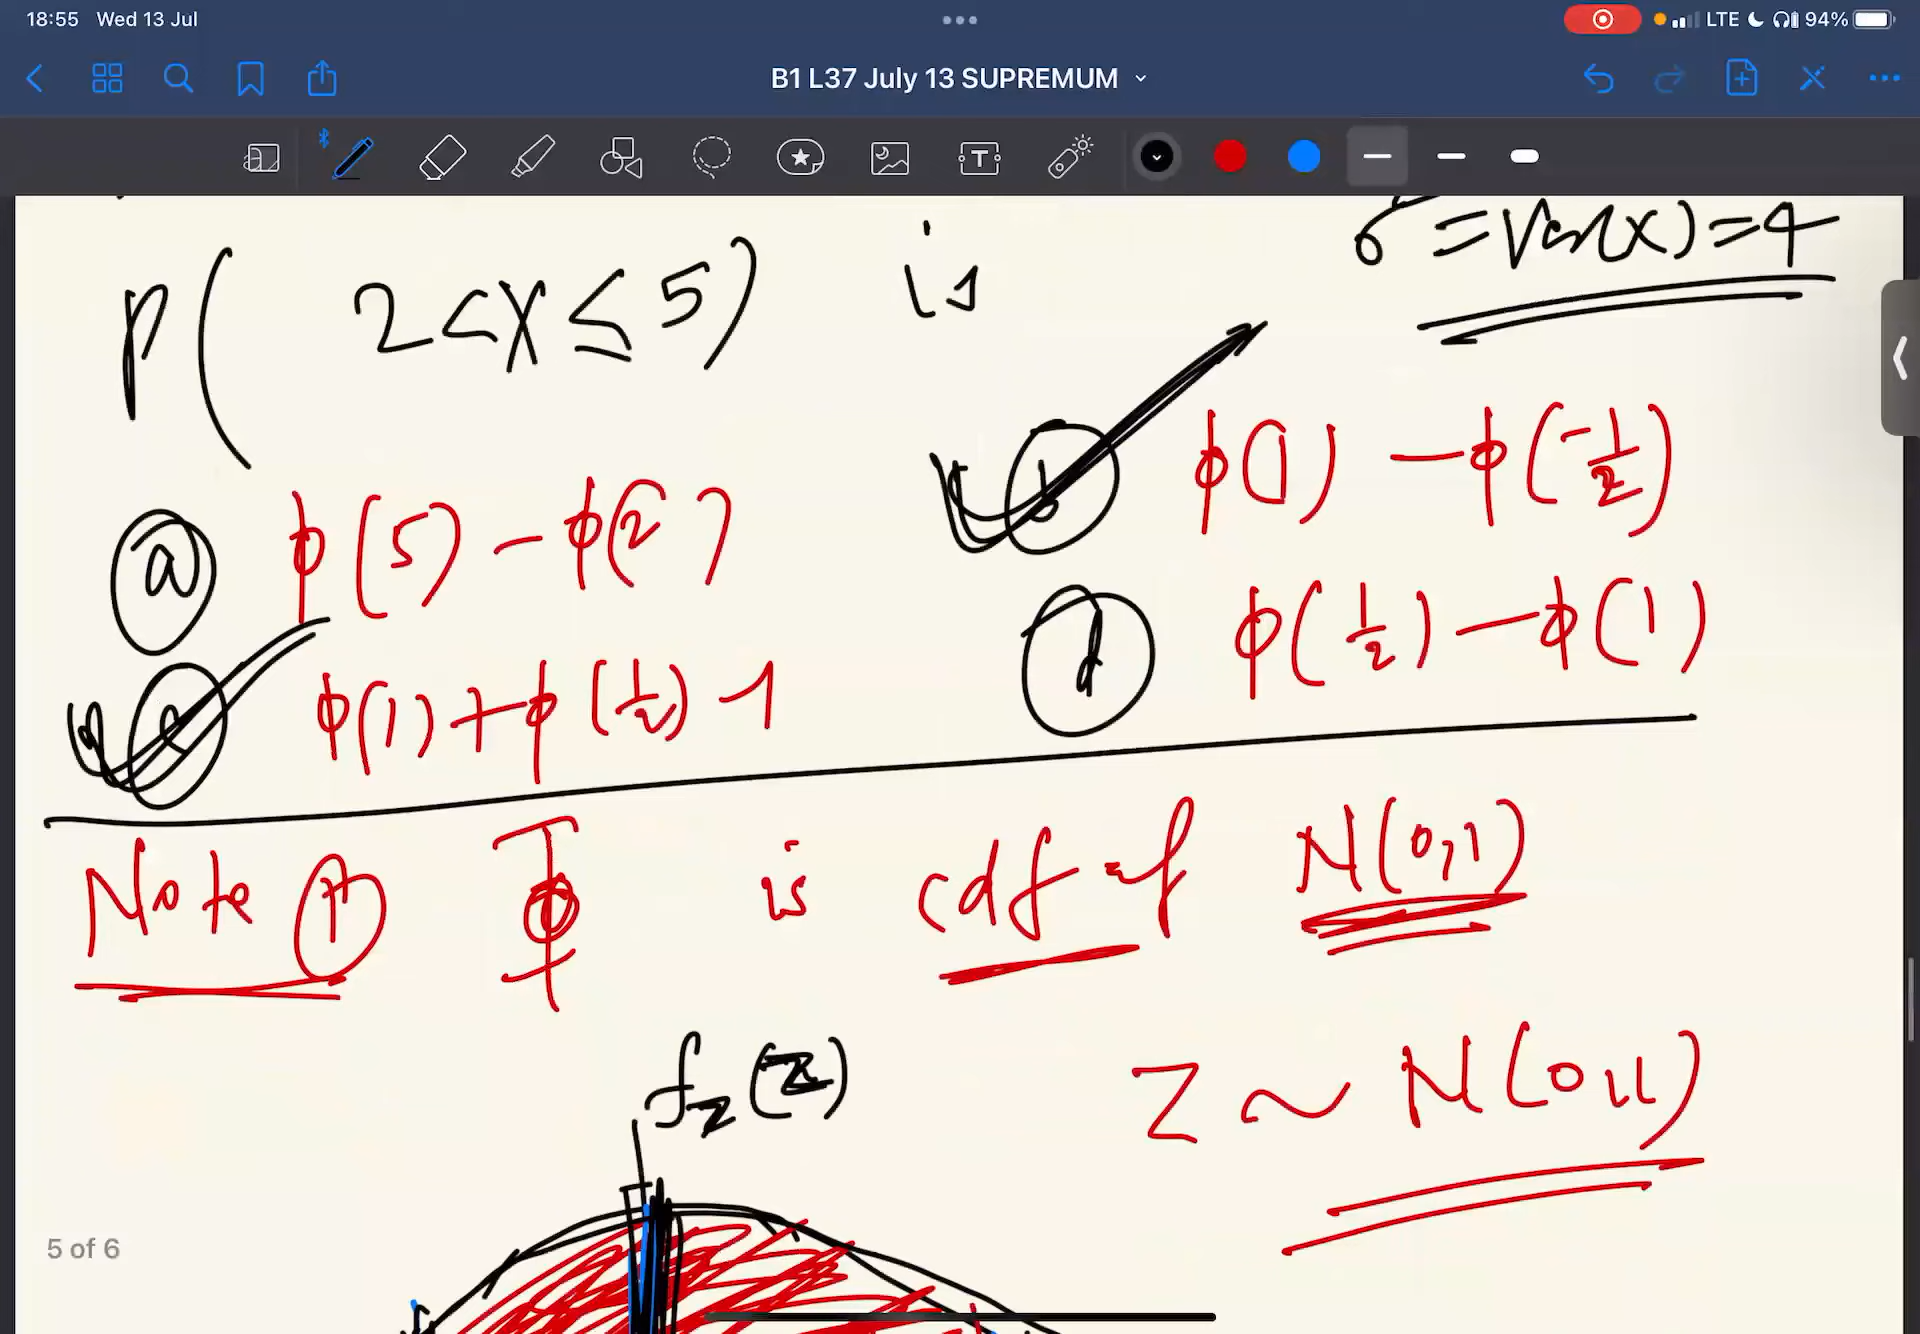 18:55 Wed 13 Jul
LTE 94%
B1 L37 July 13 SUPREMUM
T
σ² = Var(X) = 4
P( 2 < X ≤ 5) is
(a) φ(5) − φ(2)
(b) φ(1) − φ(−1/2)
(c) φ(1) + φ(1/2) − 1
(d) φ(1/2) − φ(1)
Note (1) Φ is cdf of N(0,1)
f_Z(z)
Z ~ N(0,1)
5 of 6